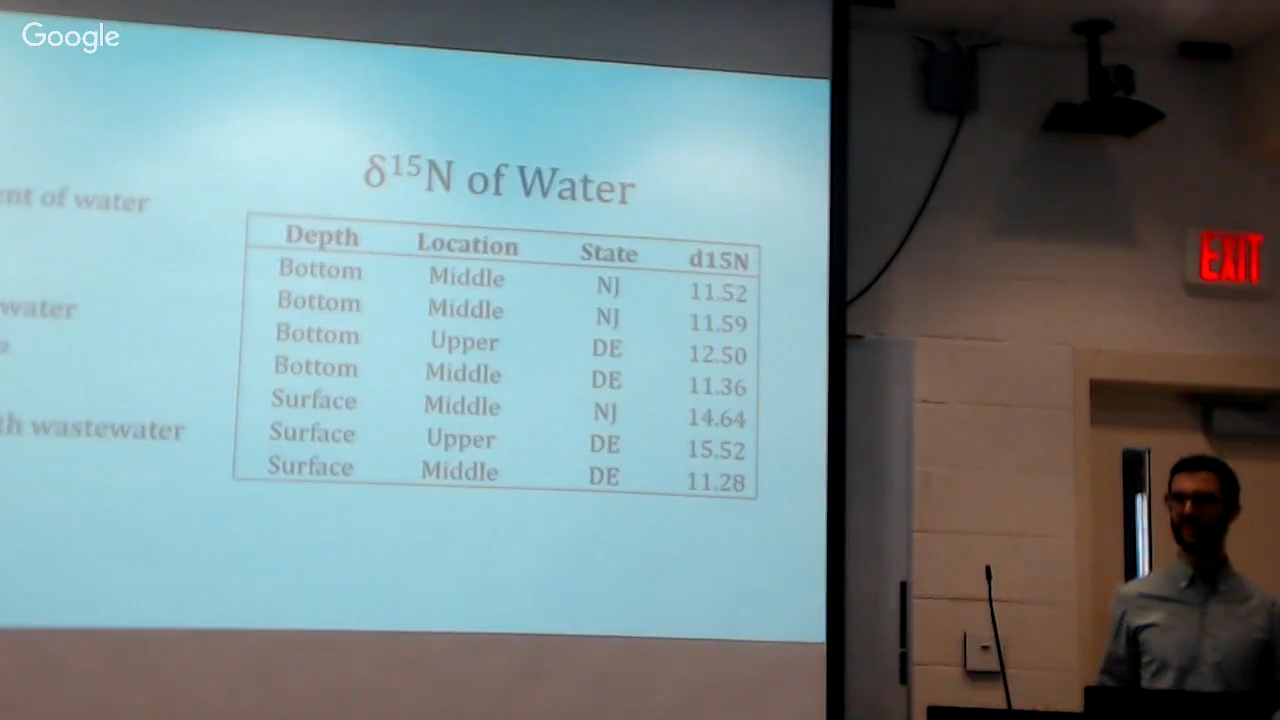 Google
δ¹⁵N of Water
of water
water
wastewater
Depth Location State d15N
Bottom Middle NJ 11.52
Bottom Middle NJ 11.59
Bottom Upper DE 12.50
Bottom Middle DE 11.36
Surface Middle NJ 14.64
Surface Upper DE 15.52
Surface Middle DE 11.28
EXIT